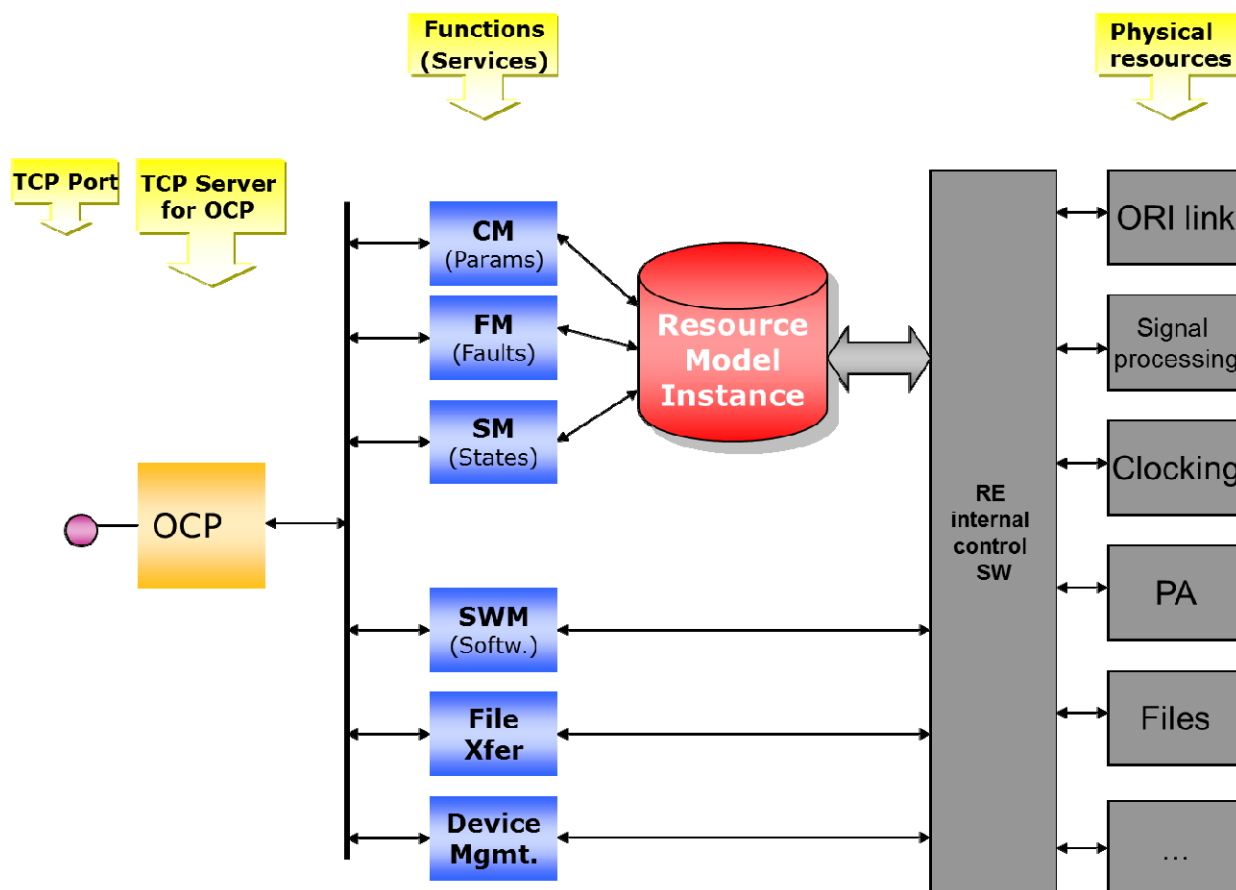 Functions
(Services)
Physical
resources
TCP Port
TCP Server
for OCP
CM
(Params)
FM
(Faults)
SM
(States)
Resource
Model
Instance
OCP
SWM
(Softw.)
File
Xfer
Device
Mgmt.
RE
internal
control
SW
ORI link
Signal
processing
Clocking
PA
Files
...